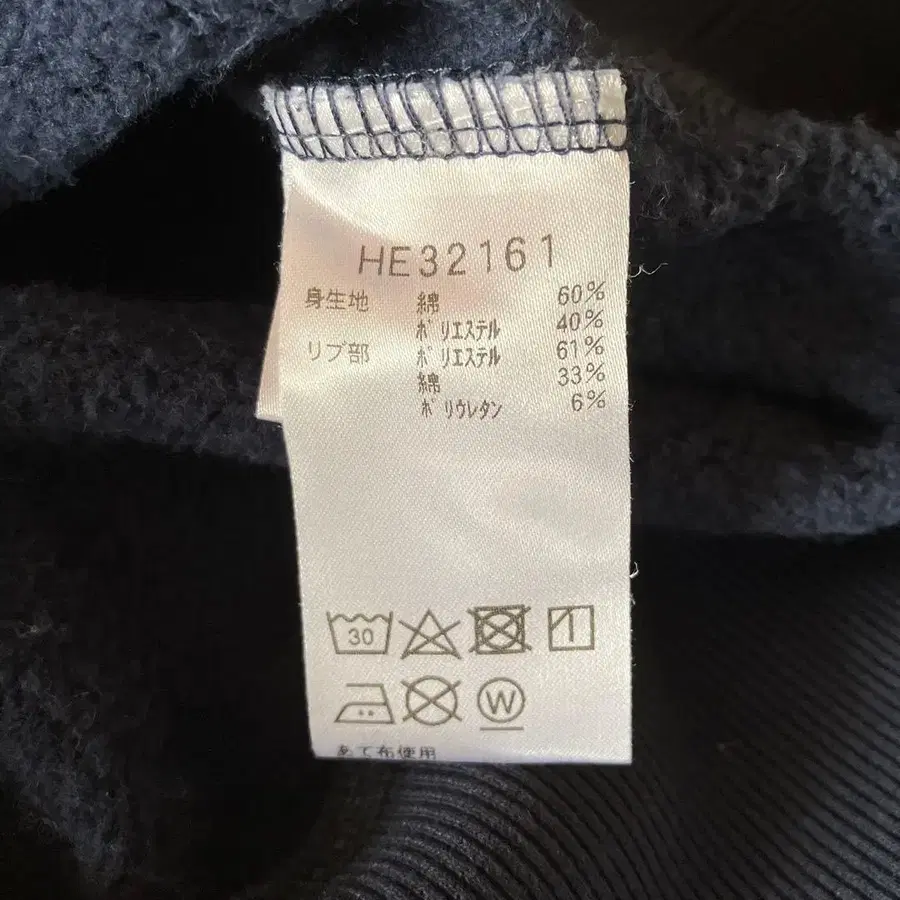 HE32161
身生地 綿 60%
ポリエステル 40%
リブ部 ポリエステル 61%
綿 33%
ポリウレタン 6%
30
W
あて布使用